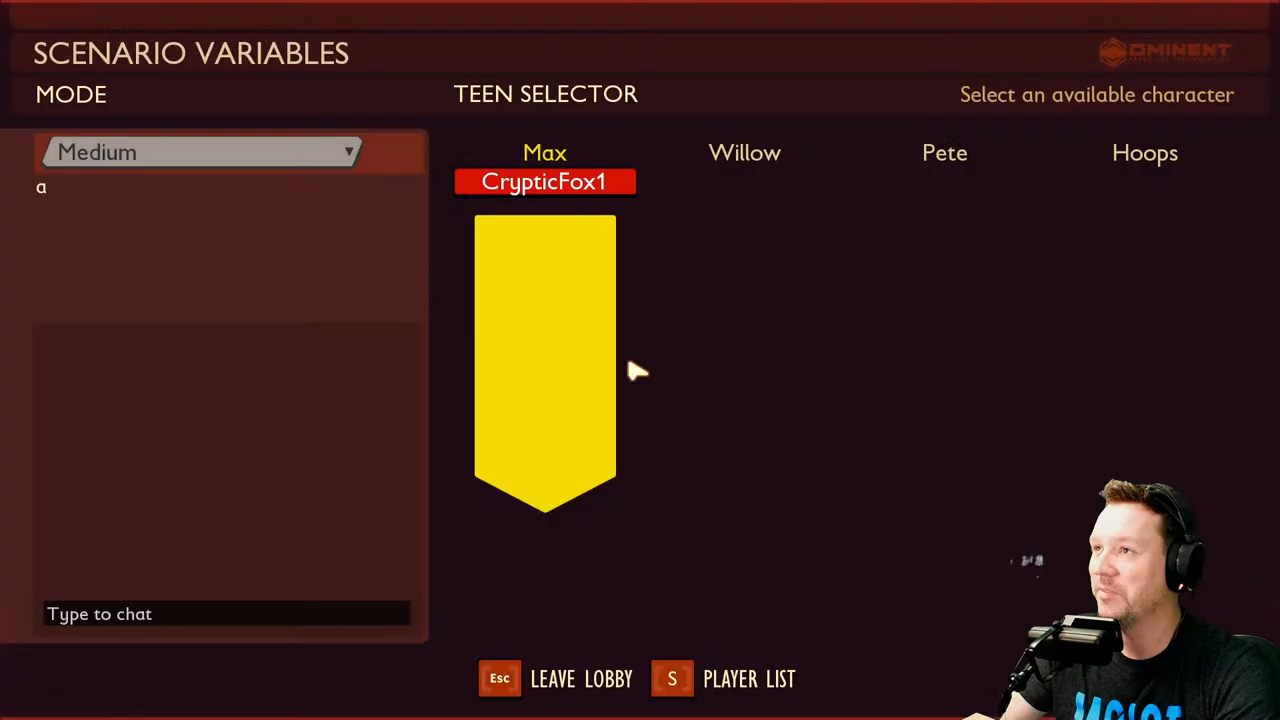 SCENARIO VARIABLES
OMINENT
MODE
TEEN SELECTOR
Select an available character
Medium
Max
Willow
Pete
Hoops
CrypticFox1
a
Type to chat
Esc LEAVE LOBBY
S PLAYER LIST